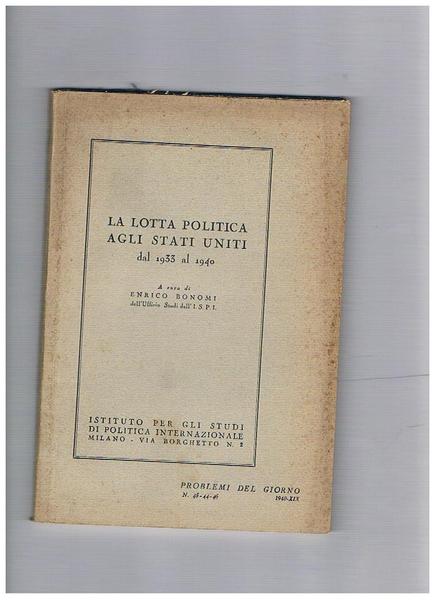 LA LOTTA POLITICA
AGLI STATI UNITI
dal 1933 al 1940
A cura di
ENRICO BONOMI
dell'Ufficio Studi dell'I.S.P.I.
ISTITUTO PER GLI STUDI
DI POLITICA INTERNAZIONALE
MILANO - VIA BORGHETTO N. 2
PROBLEMI DEL GIORNO
N.
1940-XIX